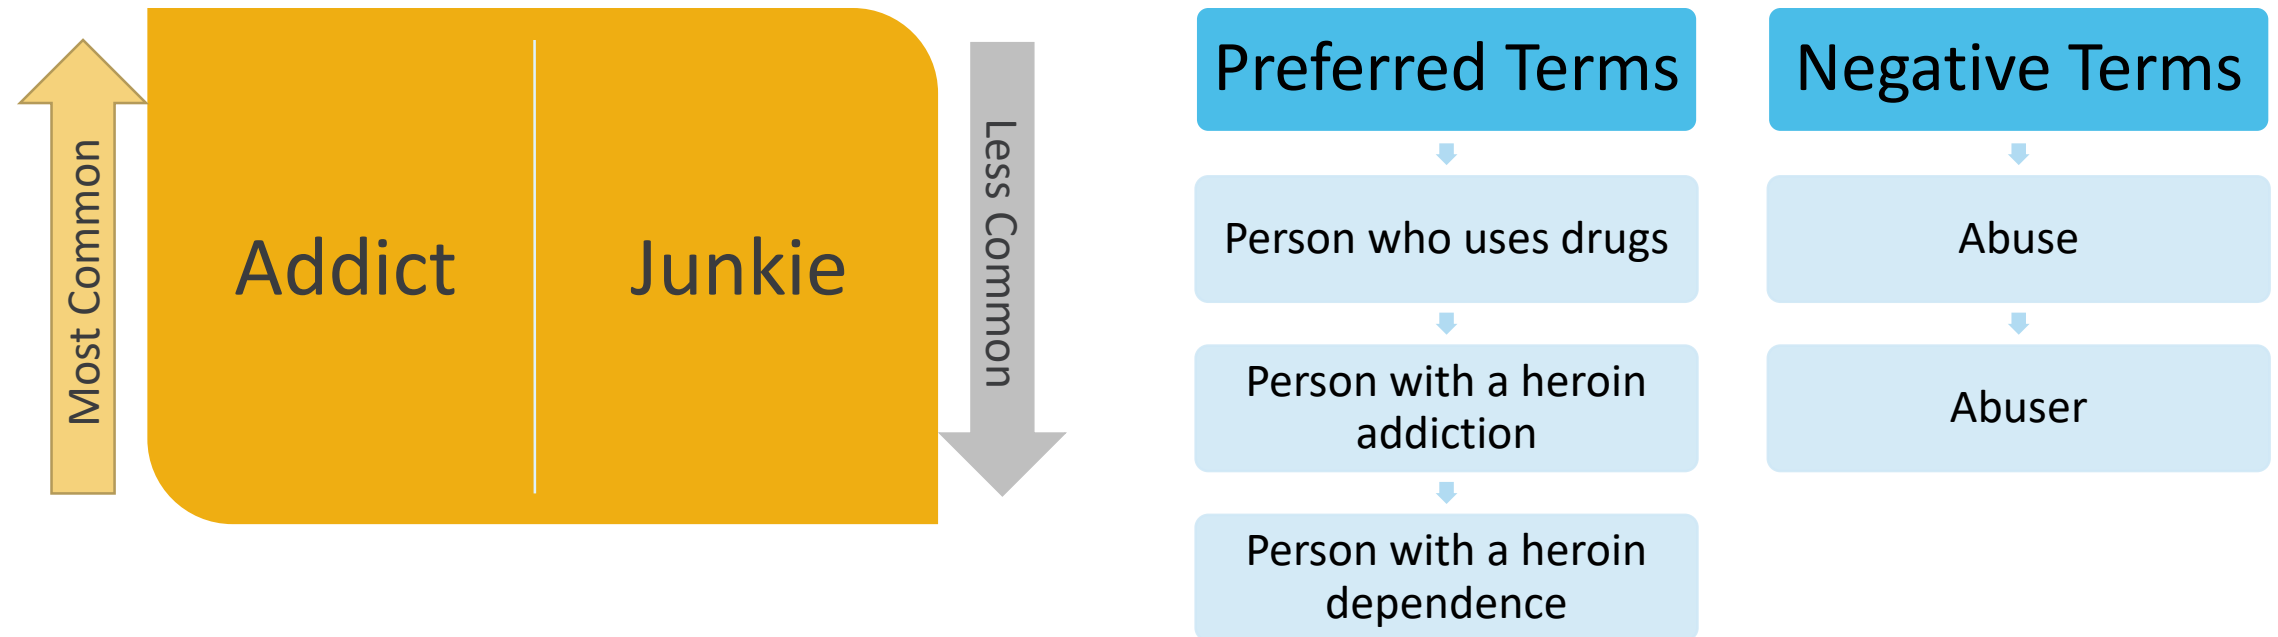 Most Common
Addict
Junkie
Less Common
Preferred Terms
Person who uses drugs
Person with a heroin
addiction
Person with a heroin
dependence
Negative Terms
Abuse
Abuser